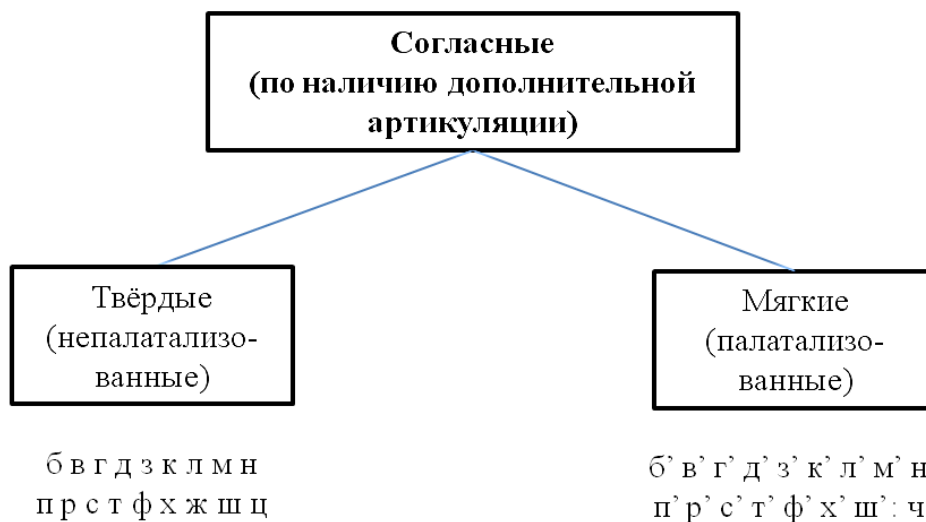 Согласные
(по наличию дополнительной
артикуляции)
Твёрдые
(непалатализо-
ванные)
Мягкие
(палатализо-
ванные)
б в г д з к л м н
п р с т ф х ж ш ц
б’ в’ г’ д’ з’ к’ л’ м’ н
п’ р’ с’ т’ ф’ х’ ш’: ч